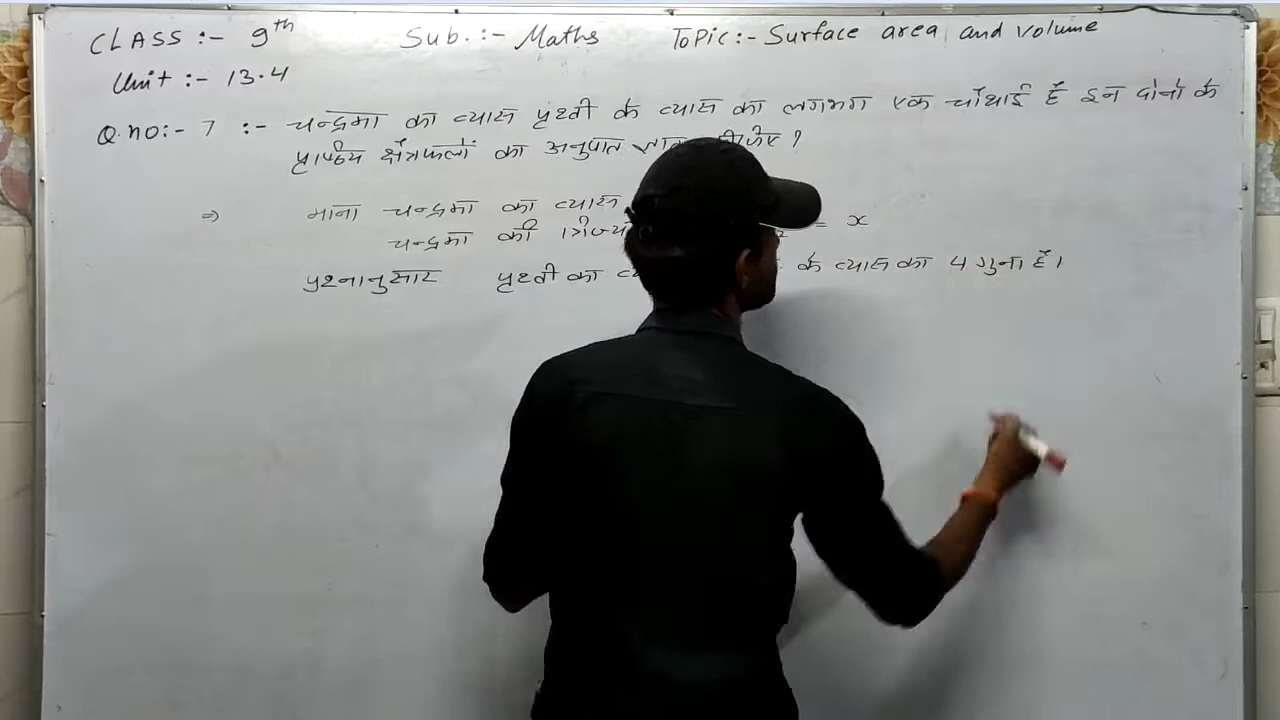 CLASS :- 9th Sub. :- Maths Topic:- Surface area and volume
Unit :- 13.4
Q.no:- 7 :- चन्द्रमा का व्यास पृथ्वी के व्यास का लगभग एक चौथाई है इन दोनों के
पृष्ठीय क्षेत्रफलों का अनुपात ज्ञात
⇒ माना चन्द्रमा का व्यास
चन्द्रमा की = x
प्रश्नानुसार पृथ्वी का के व्यास का 4 गुना है।